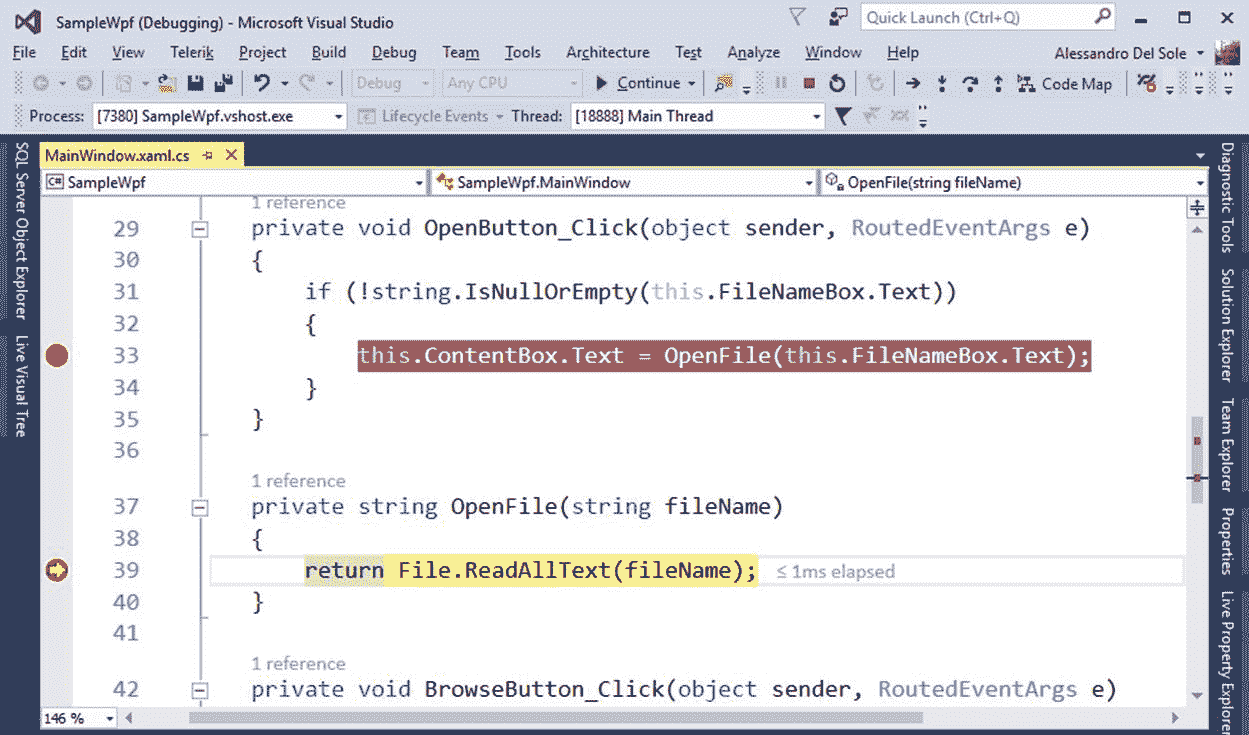 SampleWpf (Debugging) - Microsoft Visual Studio
Quick Launch (Ctrl+Q)
File Edit View Telerik Project Build Debug Team Tools Architecture Test Analyze Window Help
Alessandro Del Sole
Debug Any CPU Continue Code Map
Process: [7380] SampleWpf.vshost.exe Lifecycle Events Thread: [18888] Main Thread
SQL Server Object Explorer
Live Visual Tree
MainWindow.xaml.cs
C# SampleWpf SampleWpf.MainWindow OpenFile(string fileName)
1 reference
29 private void OpenButton_Click(object sender, RoutedEventArgs e)
30 {
31 if (!string.IsNullOrEmpty(this.FileNameBox.Text))
32 {
33 this.ContentBox.Text = OpenFile(this.FileNameBox.Text);
34 }
35 }
36
1 reference
37 private string OpenFile(string fileName)
38 {
39 return File.ReadAllText(fileName); ≤ 1ms elapsed
40 }
41
1 reference
42 private void BrowseButton_Click(object sender, RoutedEventArgs e)
146 %
Diagnostic Tools
Solution Explorer
Team Explorer
Properties
Live Property Explorer